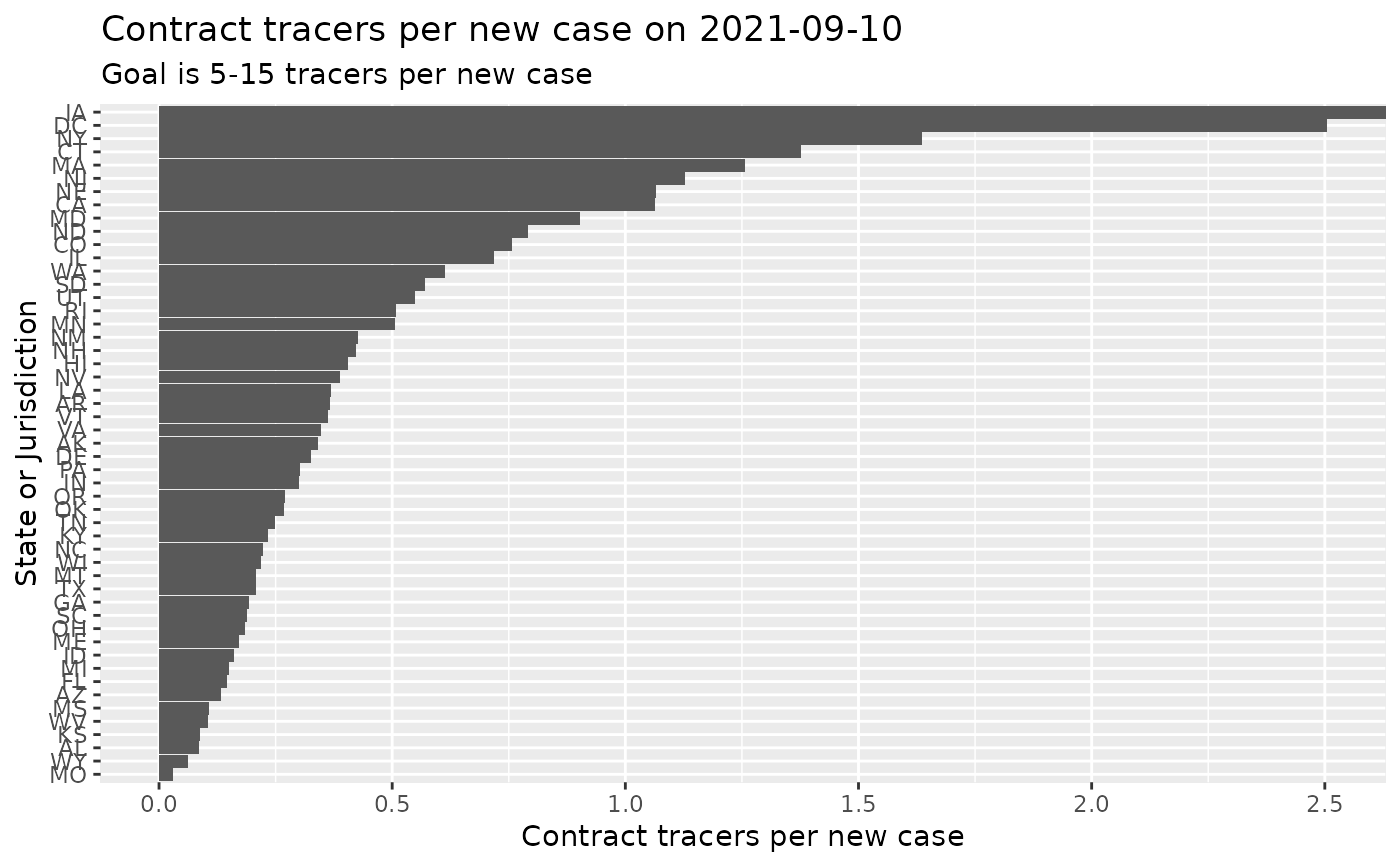 Contract tracers per new case on 2021-09-10
Goal is 5-15 tracers per new case
State or Jurisdiction
IA
DC
NY
CT
MA
NJ
NE
CA
MD
ND
CO
IL
WA
SD
UT
RI
MN
NM
NH
HI
NV
LA
AR
VT
VA
AK
DE
PA
IN
OR
OK
TN
KY
NC
WI
MT
TX
GA
SC
OH
ME
ID
MI
FL
AZ
MS
WV
KS
AL
WY
MO
0.0 0.5 1.0 1.5 2.0 2.5
Contract tracers per new case